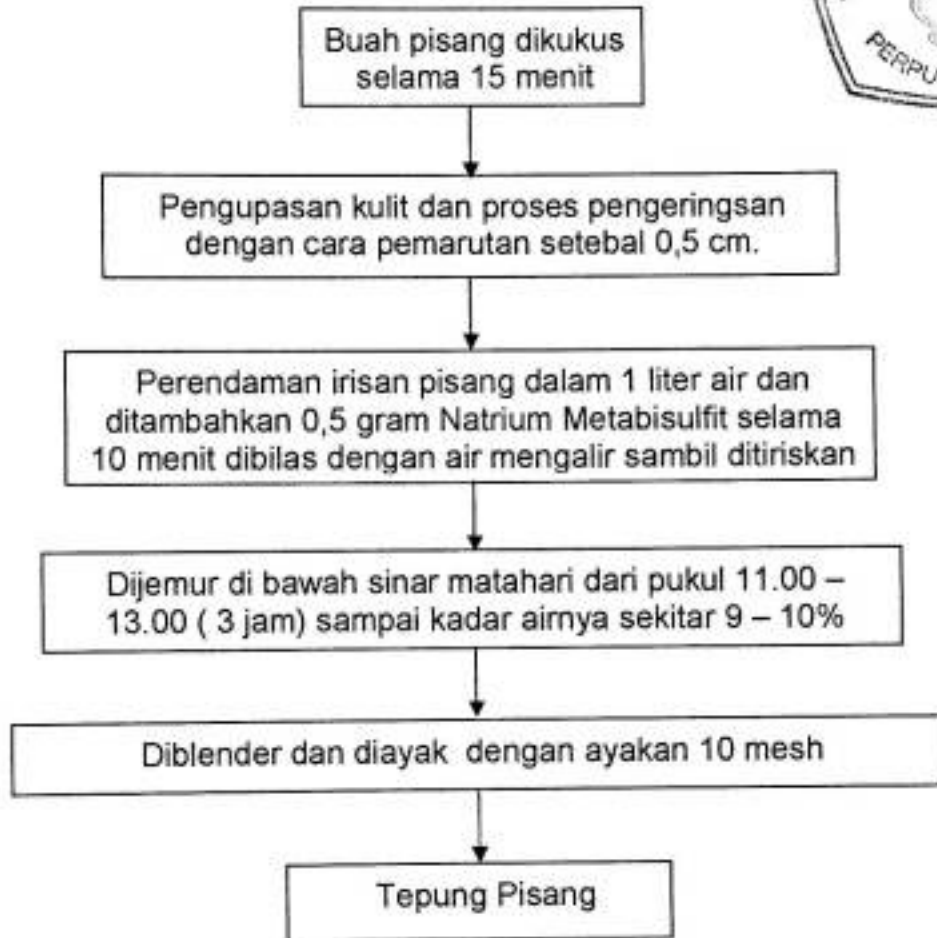 Buah pisang dikukus
selama 15 menit
Pengupasan kulit dan proses pengeringsan
dengan cara pemarutan setebal 0,5 cm.
Perendaman irisan pisang dalam 1 liter air dan
ditambahkan 0,5 gram Natrium Metabisulfit selama
10 menit dibilas dengan air mengalir sambil ditiriskan
Dijemur di bawah sinar matahari dari pukul 11.00 –
13.00 ( 3 jam) sampai kadar airnya sekitar 9 – 10%
Diblender dan diayak dengan ayakan 10 mesh
Tepung Pisang